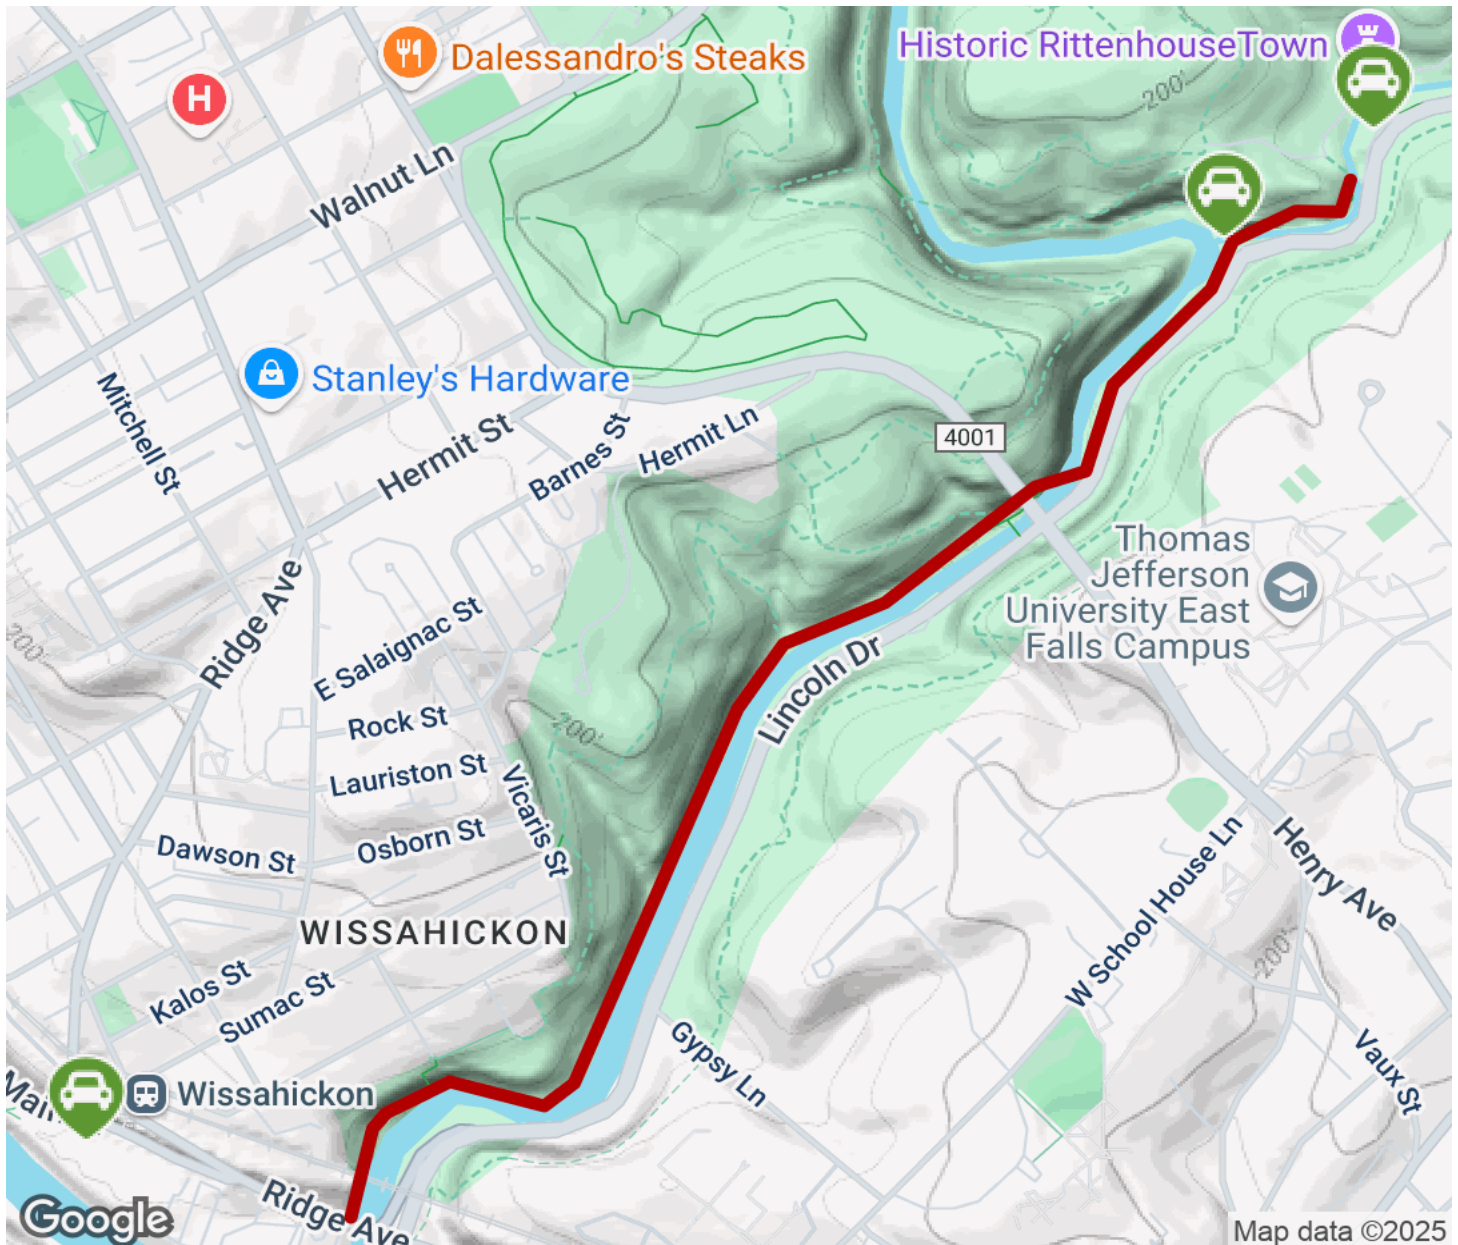 Historic RittenhouseTown
Dalessandro's Steaks
200'
H
Walnut Ln
Stanley's Hardware
Mitchell St
Hermit St
Barnes St
Hermit Ln
4001
Thomas
Jefferson
University East
Falls Campus
Ridge Ave
E Salaignac St
200'
Rock St
200'
Lincoln Dr
Lauriston St
Vicaris St
Osborn St
Dawson St
W School House Ln
Henry Ave
WISSAHICKON
200'
Kalos St
Sumac St
Gypsy Ln
Vaux St
Wissahickon
Ridge Ave
Google
Map data ©2025